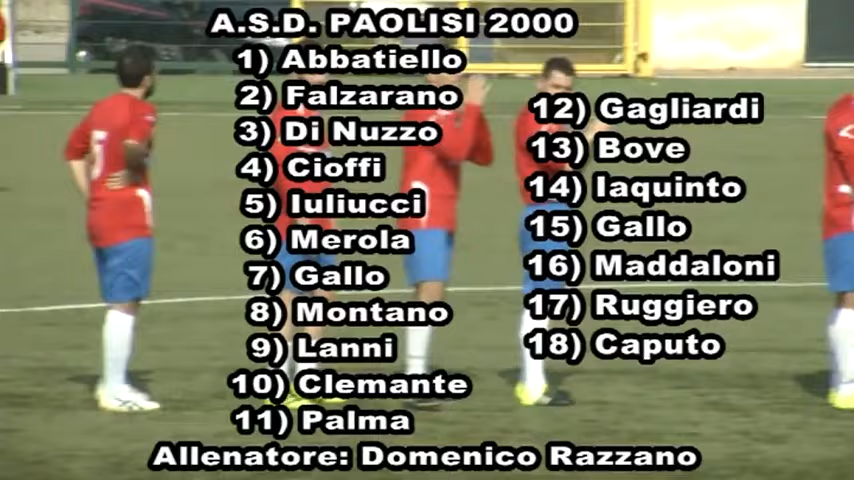 A.S.D. PAOLISI 2000
1) Abbatiello
2) Falzarano
3) Di Nuzzo
4) Cioffi
5) Iuliucci
6) Merola
7) Gallo
8) Montano
9) Lanni
10) Clemante
11) Palma
12) Gagliardi
13) Bove
14) Iaquinto
15) Gallo
16) Maddaloni
17) Ruggiero
18) Caputo
Allenatore: Domenico Razzano